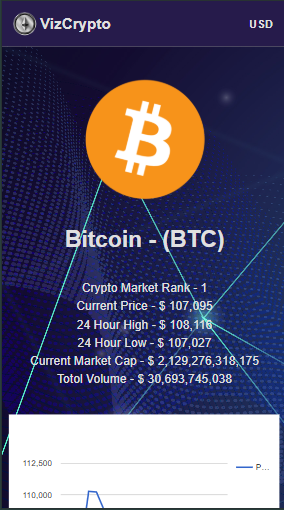 VizCrypto
USD
Bitcoin - (BTC)
Crypto Market Rank - 1
Current Price - $ 107,095
24 Hour High - $ 108,116
24 Hour Low - $ 107,027
Current Market Cap - $ 2,129,276,318,175
Totol Volume - $ 30,693,745,038
112,500
P...
110,000